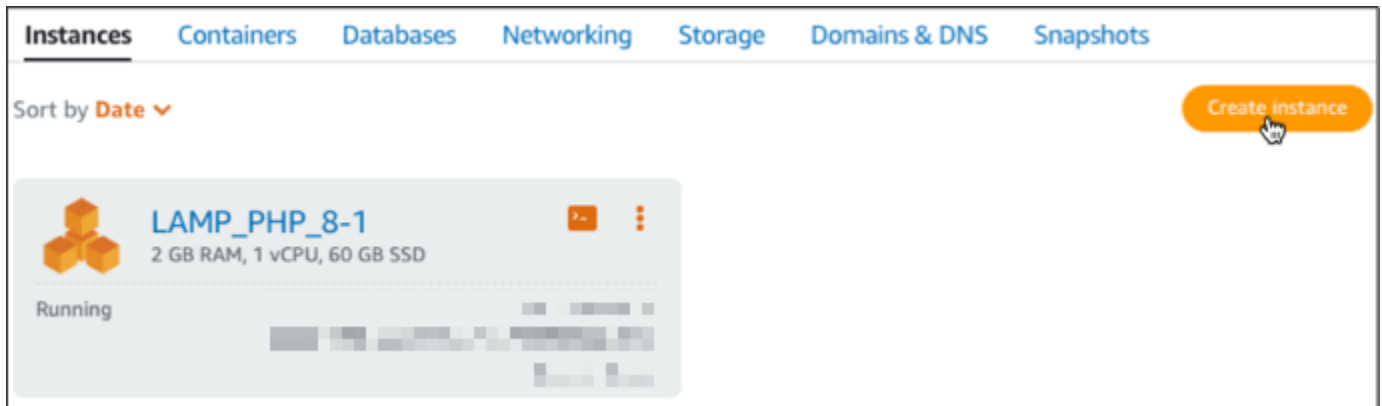 Instances Containers Databases Networking Storage Domains & DNS Snapshots
Sort by Date
Create instance
LAMP_PHP_8-1
2 GB RAM, 1 vCPU, 60 GB SSD
Running